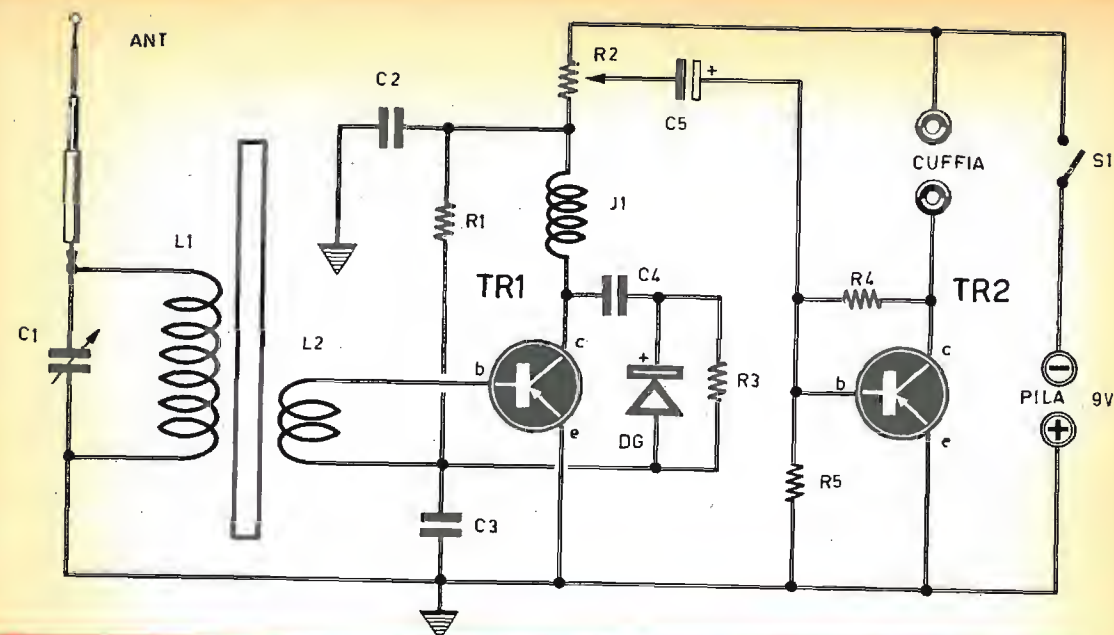 ANT
C2
R2
+
C5
CUFFIA
S1
L1
R1
J1
C1
L2
TR1
C4
R4
TR2
b
c
e
+
DG
R3
b
c
e
−
PILA
9V
+
R5
C3